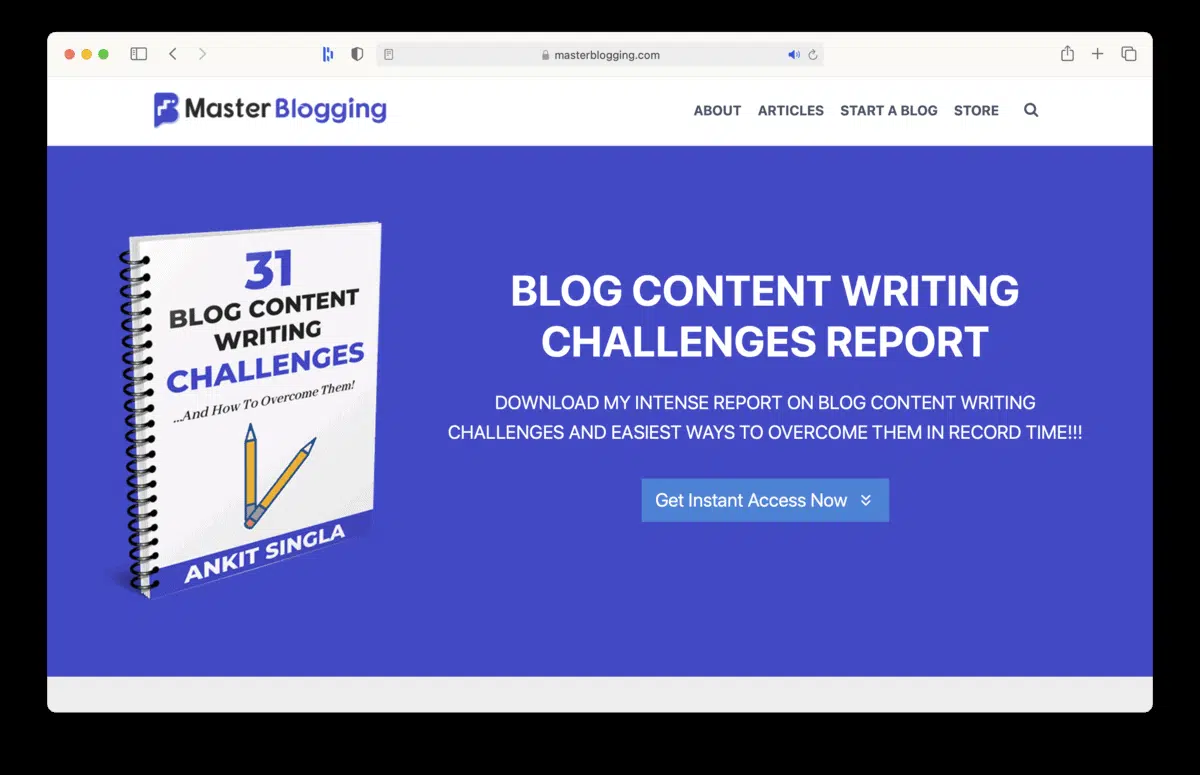 masterblogging.com
Master Blogging
ABOUT ARTICLES START A BLOG STORE
31
BLOG CONTENT
WRITING
CHALLENGES
...And How To Overcome Them!
ANKIT SINGLA
BLOG CONTENT WRITING
CHALLENGES REPORT
DOWNLOAD MY INTENSE REPORT ON BLOG CONTENT WRITING
CHALLENGES AND EASIEST WAYS TO OVERCOME THEM IN RECORD TIME!!!
Get Instant Access Now